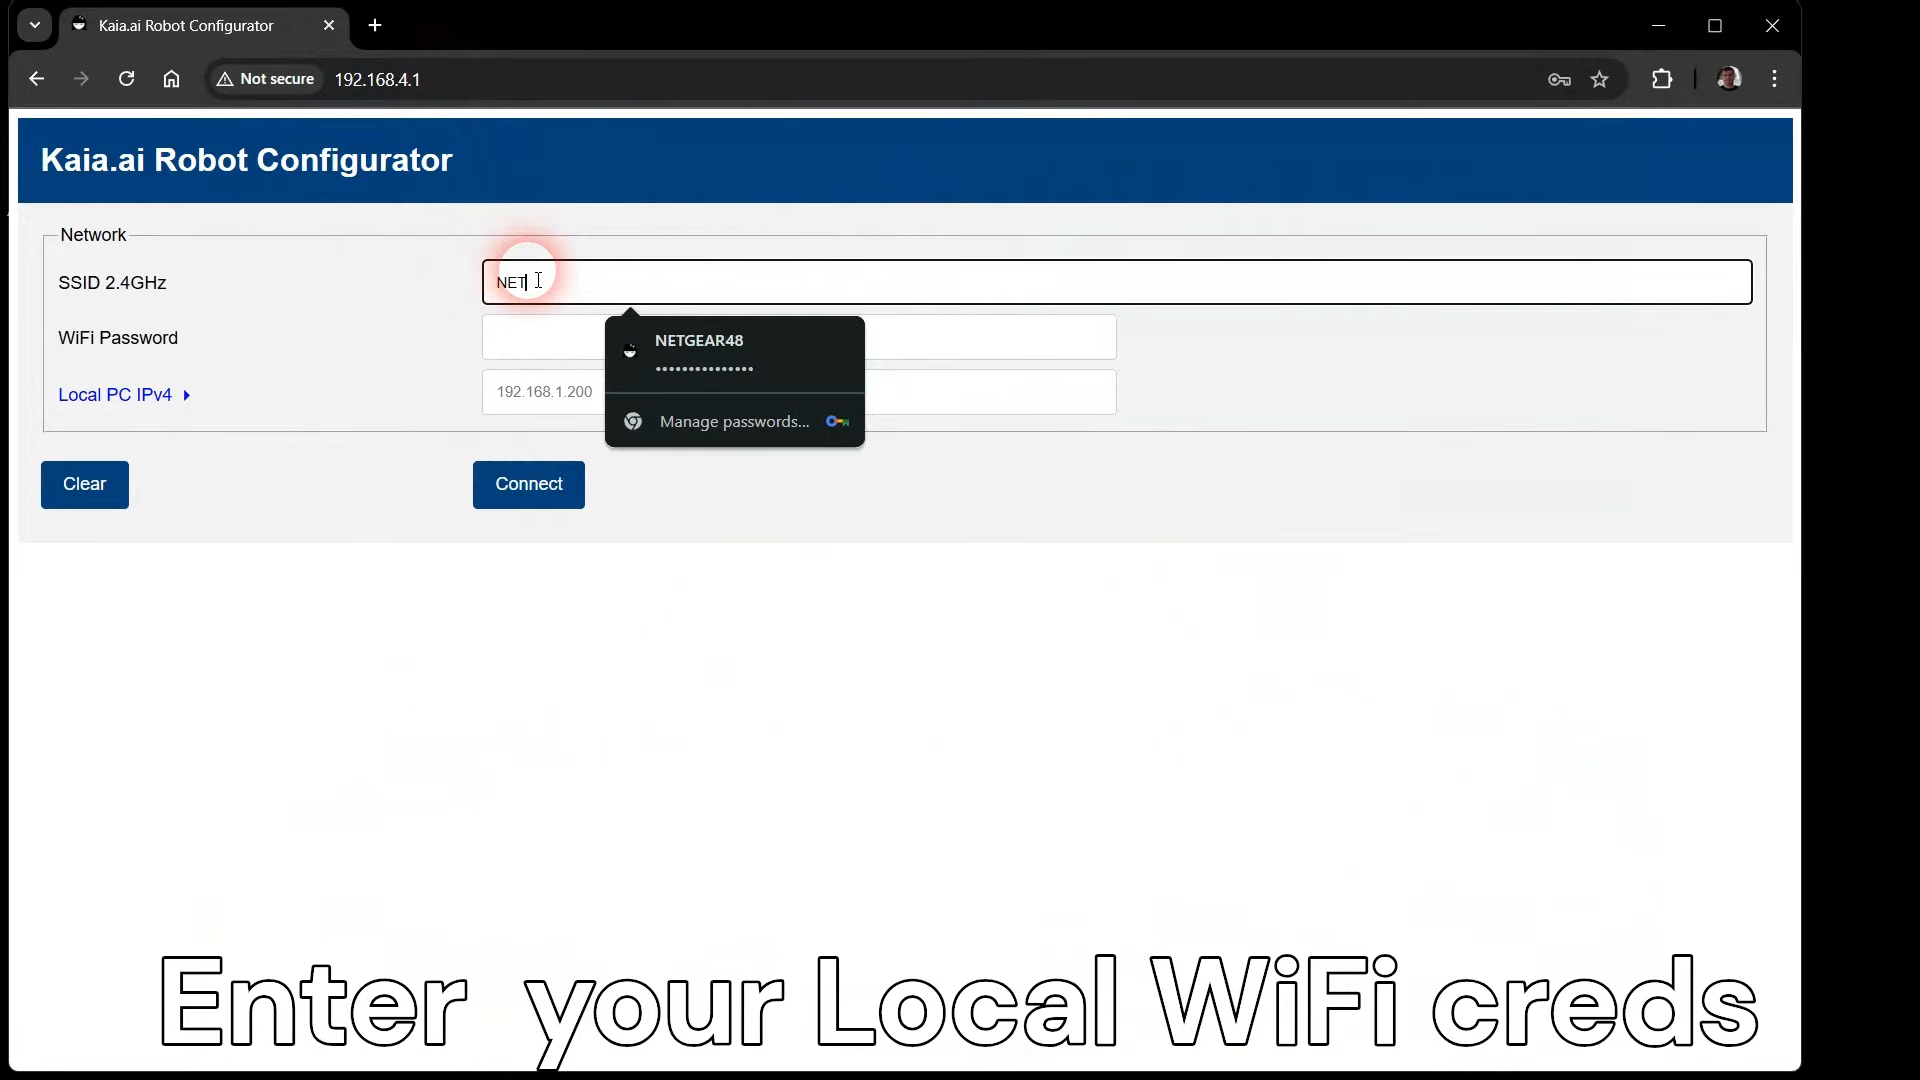 Kaia.ai Robot Configurator
Not secure 192.168.4.1
Kaia.ai Robot Configurator
Network
SSID 2.4GHz NET
WiFi Password
NETGEAR48
•••••••••••••••
Local PC IPv4 192.168.1.200
Manage passwords...
Clear Connect
Enter your Local WiFi creds